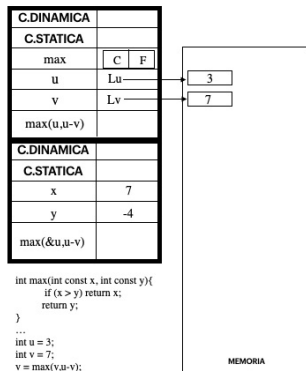 C.DINAMICA
C.STATICA
max C F
u Lu 3
v Lv 7
max(u,u-v)
C.DINAMICA
C.STATICA
x 7
y -4
max(&u,u-v)
int max(int const x, int const y){
if (x > y) return x;
return y;
}
...
int u = 3;
int v = 7;
v = max(v,u-v);
MEMORIA